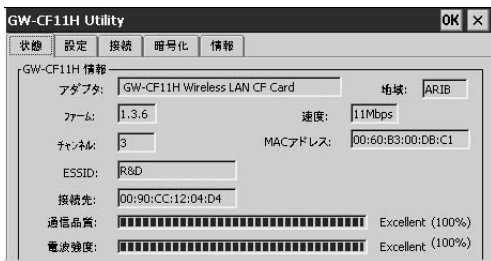 GW-CF11H Utility OK ×
状態 設定 接続 暗号化 情報
GW-CF11H 情報
アダプタ: GW-CF11H Wireless LAN CF Card 地域: ARIB
ファーム: 1.3.6 速度: 11Mbps
チャンネル: 3 MACアドレス: 00:60:B3:00:DB:C1
ESSID: R&D
接続先: 00:90:CC:12:04:D4
通信品質: Excellent (100%)
電波強度: Excellent (100%)